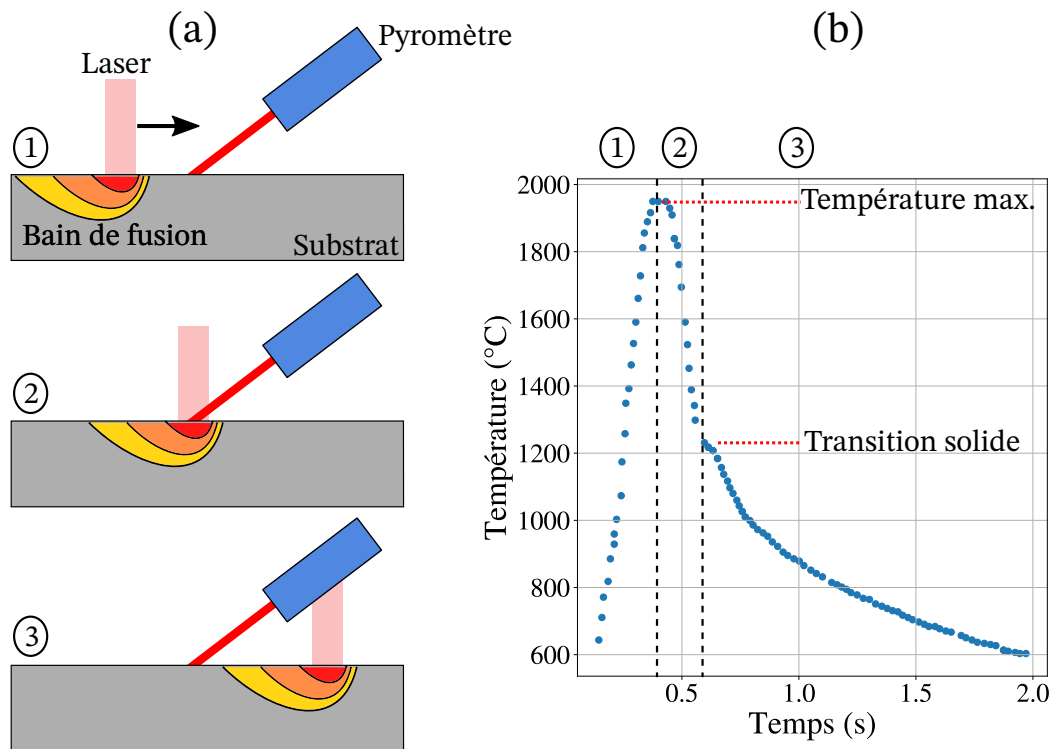 (a)
Pyromètre
Laser
1
Bain de fusion
Substrat
2
3
(b)
1 2 3
2000
1800
1600
1400
1200
1000
800
600
Température (°C)
Température max.
Transition solide
0.5 1.0 1.5 2.0
Temps (s)